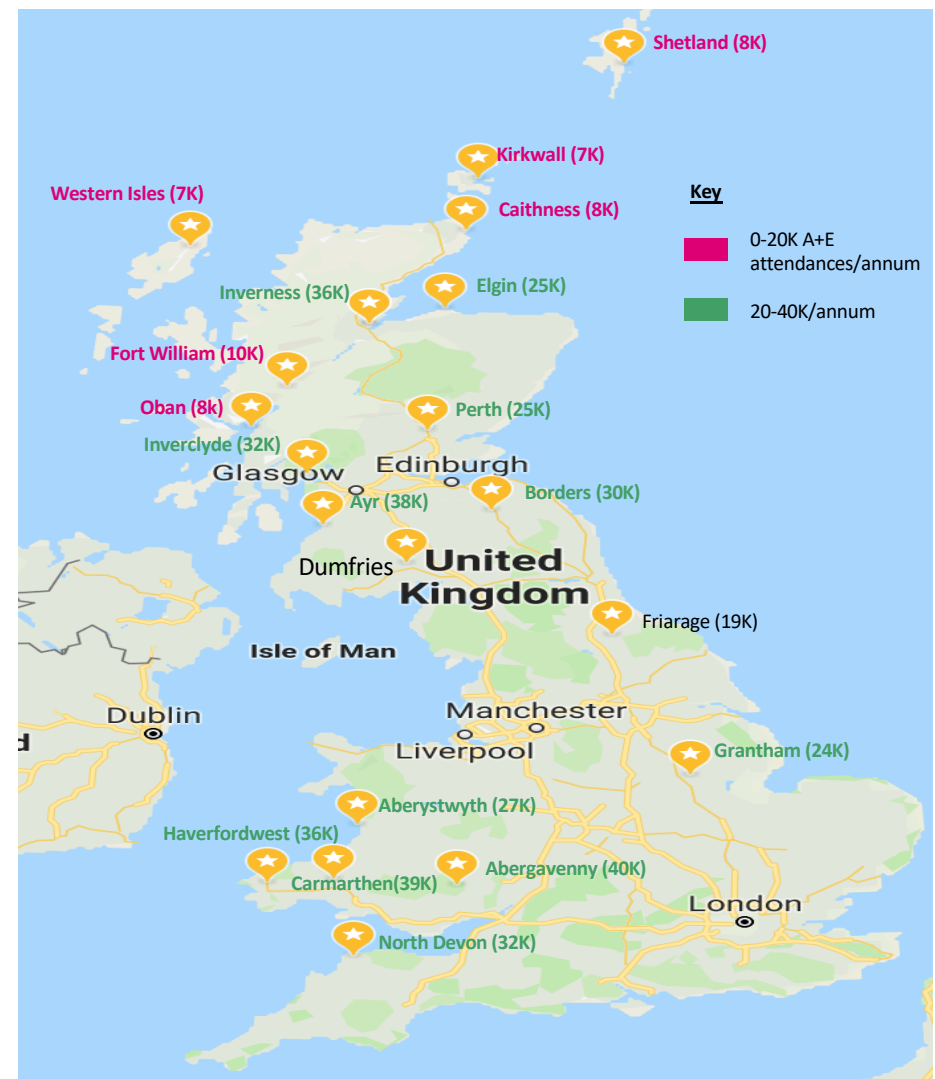 Shetland (8K)
Kirkwall (7K)
Western Isles (7K)
Caithness (8K)
Key
0-20K A+E
attendances/annum
20-40K/annum
Inverness (36K)
Elgin (25K)
Fort William (10K)
Oban (8k)
Perth (25K)
Inverclyde (32K)
Glasgow
Edinburgh
Ayr (38K)
Borders (30K)
Dumfries
United
Kingdom
Friarage (19K)
Isle of Man
Dublin
Manchester
d
Liverpool
Grantham (24K)
Aberystwyth (27K)
Haverfordwest (36K)
Carmarthen(39K)
Abergavenny (40K)
London
North Devon (32K)